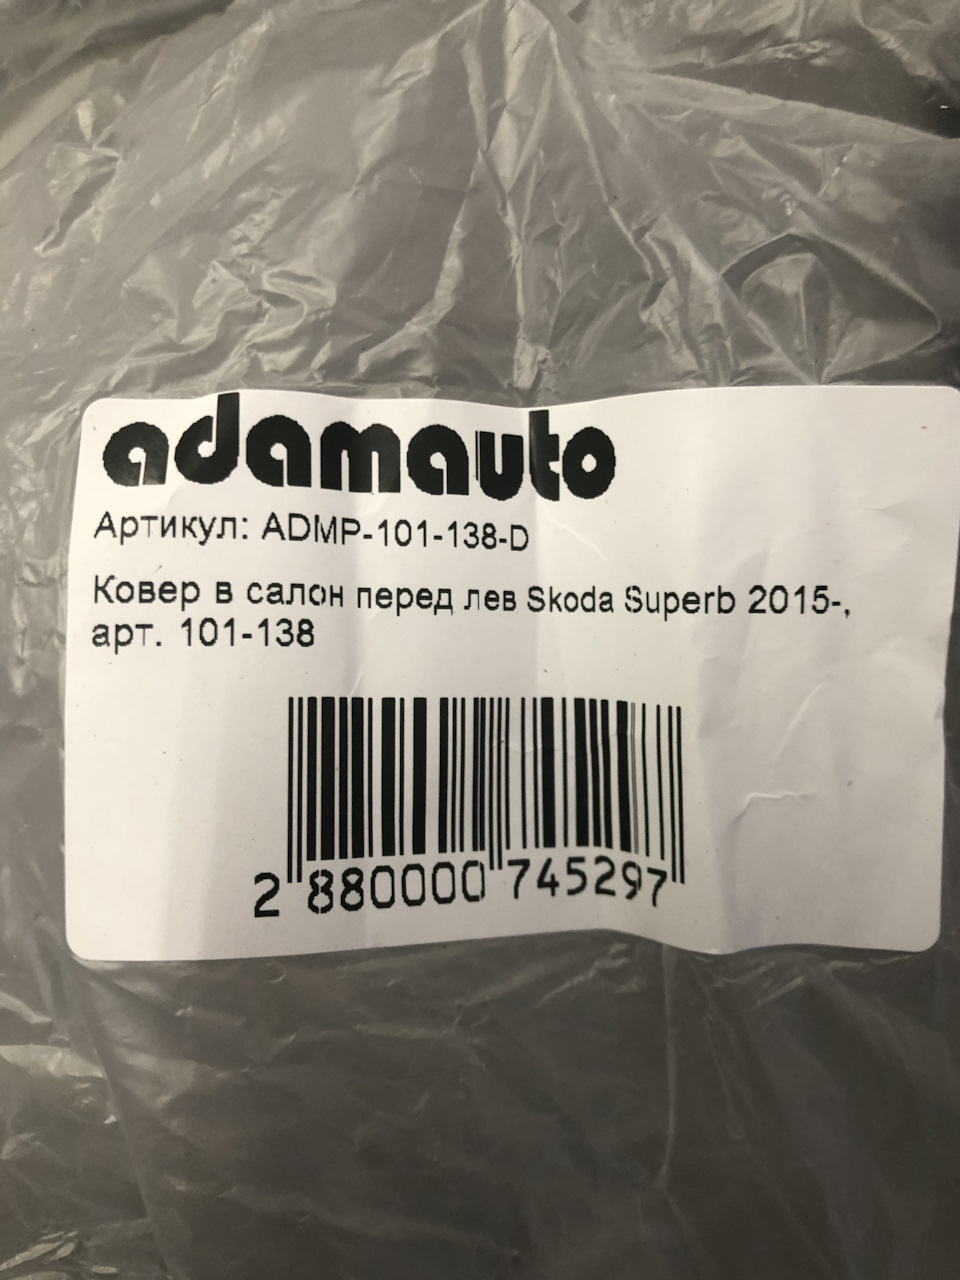 adamauto
Артикул: ADMP-101-138-D
Ковер в салон перед лев Skoda Superb 2015-,
арт. 101-138
2 880000 745297